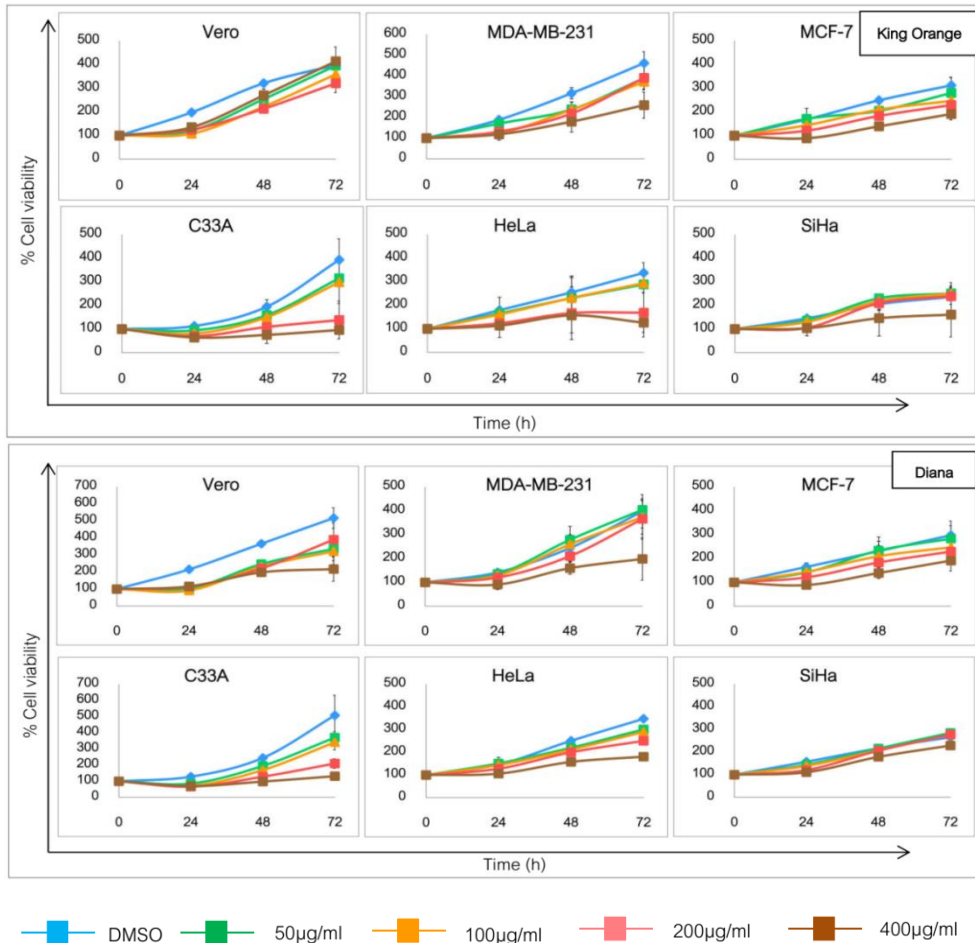 King Orange
Vero
500
400
300
200
100
0
0 24 48 72
MDA-MB-231
600
500
400
300
200
100
0
0 24 48 72
MCF-7
500
400
300
200
100
0
0 24 48 72
C33A
500
400
300
200
100
0
0 24 48 72
HeLa
500
400
300
200
100
0
0 24 48 72
SiHa
500
400
300
200
100
0
0 24 48 72
% Cell viability
Time (h)
Diana
Vero
700
600
500
400
300
200
100
0
0 24 48 72
MDA-MB-231
500
400
300
200
100
0
0 24 48 72
MCF-7
500
400
300
200
100
0
0 24 48 72
C33A
700
600
500
400
300
200
100
0
0 24 48 72
HeLa
500
400
300
200
100
0
0 24 48 72
SiHa
500
400
300
200
100
0
0 24 48 72
% Cell viability
Time (h)
DMSO 50µg/ml 100µg/ml 200µg/ml 400µg/ml